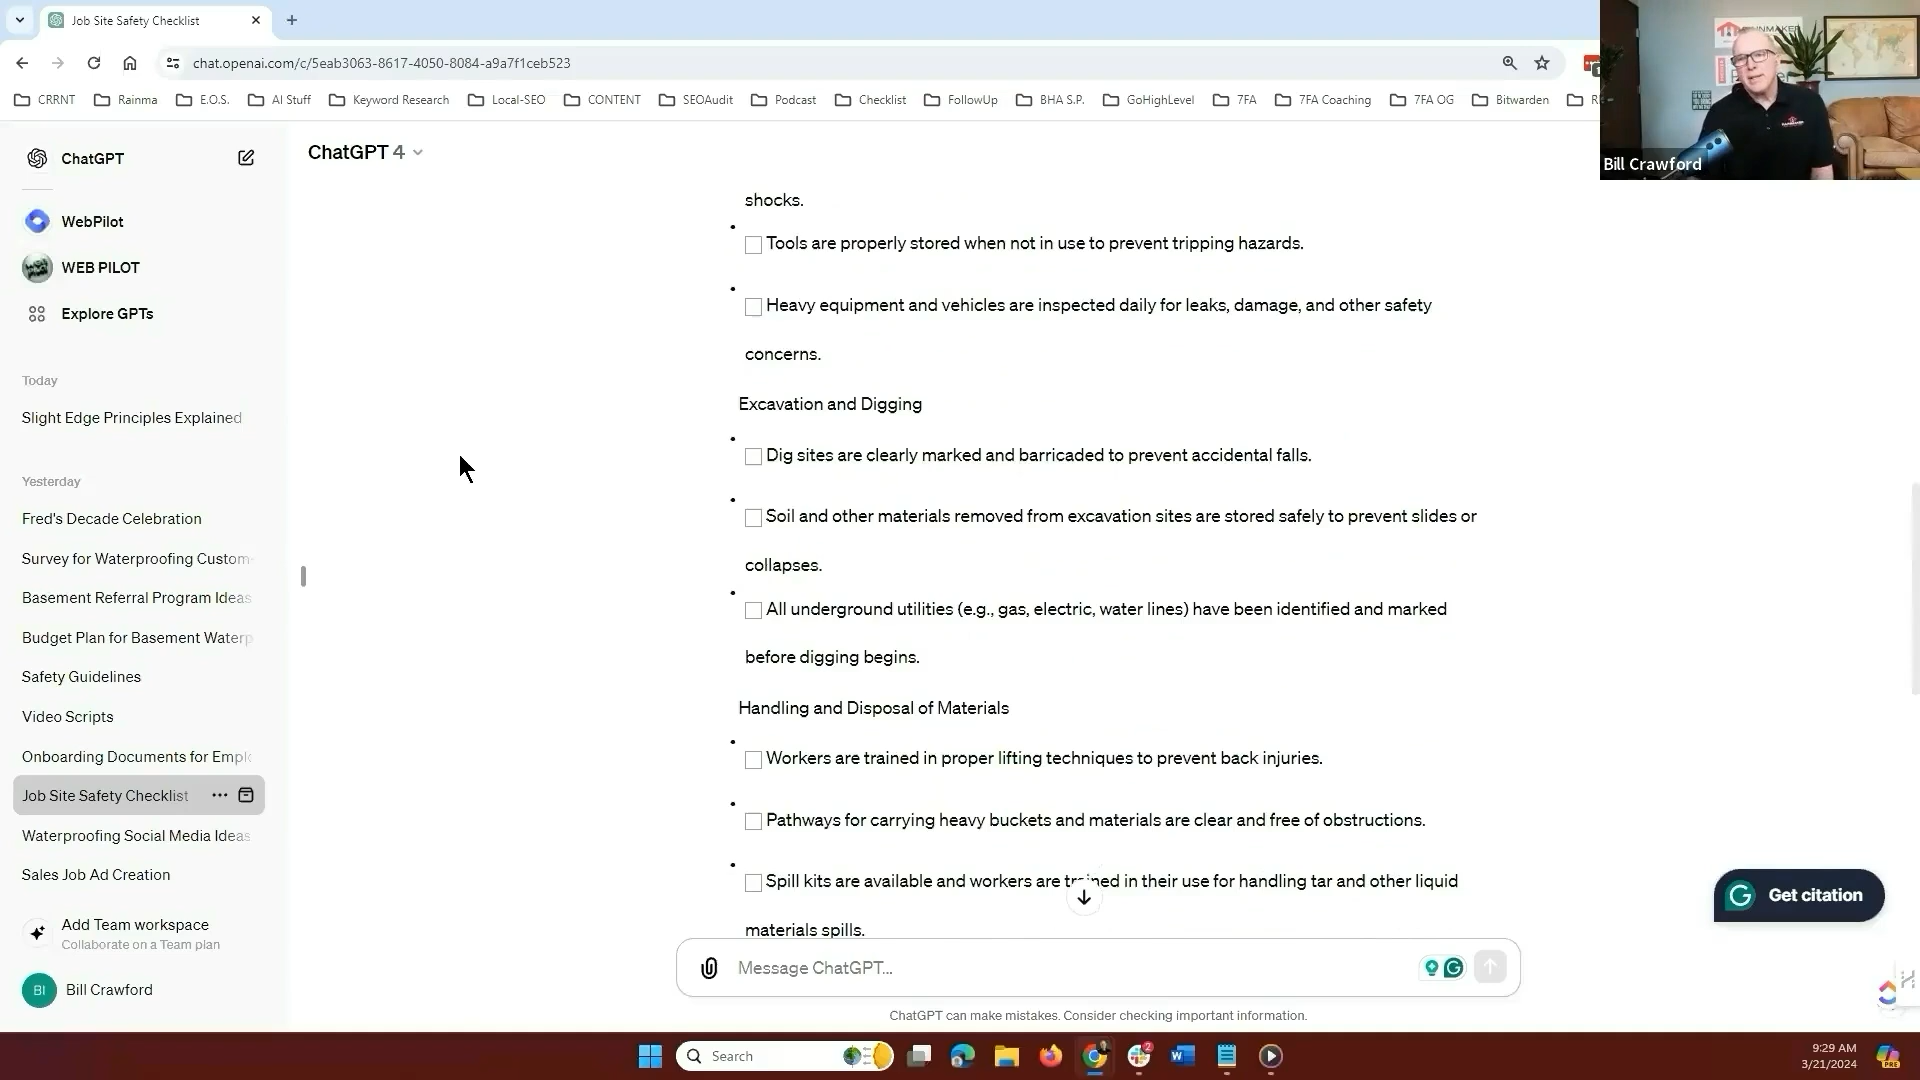 Job Site Safety Checklist
chat.openai.com/c/5eab3063-8617-4050-8084-a9a7f1ceb523
CRRNT Rainma E.O.S. AI Stuff Keyword Research Local-SEO CONTENT SEOAudit Podcast Checklist FollowUp BHA S.P. GoHighLevel 7FA 7FA Coaching 7FA OG Bitwarden
Bill Crawford
ChatGPT
WebPilot
WEB PILOT
Explore GPTs
Today
Slight Edge Principles Explained
Yesterday
Fred's Decade Celebration
Survey for Waterproofing Custom
Basement Referral Program Ideas
Budget Plan for Basement Waterp
Safety Guidelines
Video Scripts
Onboarding Documents for Empl
Job Site Safety Checklist
Waterproofing Social Media Ideas
Sales Job Ad Creation
Add Team workspace
Collaborate on a Team plan
BI Bill Crawford
ChatGPT 4
shocks.
Tools are properly stored when not in use to prevent tripping hazards.
Heavy equipment and vehicles are inspected daily for leaks, damage, and other safety
concerns.
Excavation and Digging
Dig sites are clearly marked and barricaded to prevent accidental falls.
Soil and other materials removed from excavation sites are stored safely to prevent slides or
collapses.
All underground utilities (e.g., gas, electric, water lines) have been identified and marked
before digging begins.
Handling and Disposal of Materials
Workers are trained in proper lifting techniques to prevent back injuries.
Pathways for carrying heavy buckets and materials are clear and free of obstructions.
Spill kits are available and workers are trained in their use for handling tar and other liquid
materials spills.
Get citation
Message ChatGPT...
ChatGPT can make mistakes. Consider checking important information.
Search
2
9:29 AM
3/21/2024